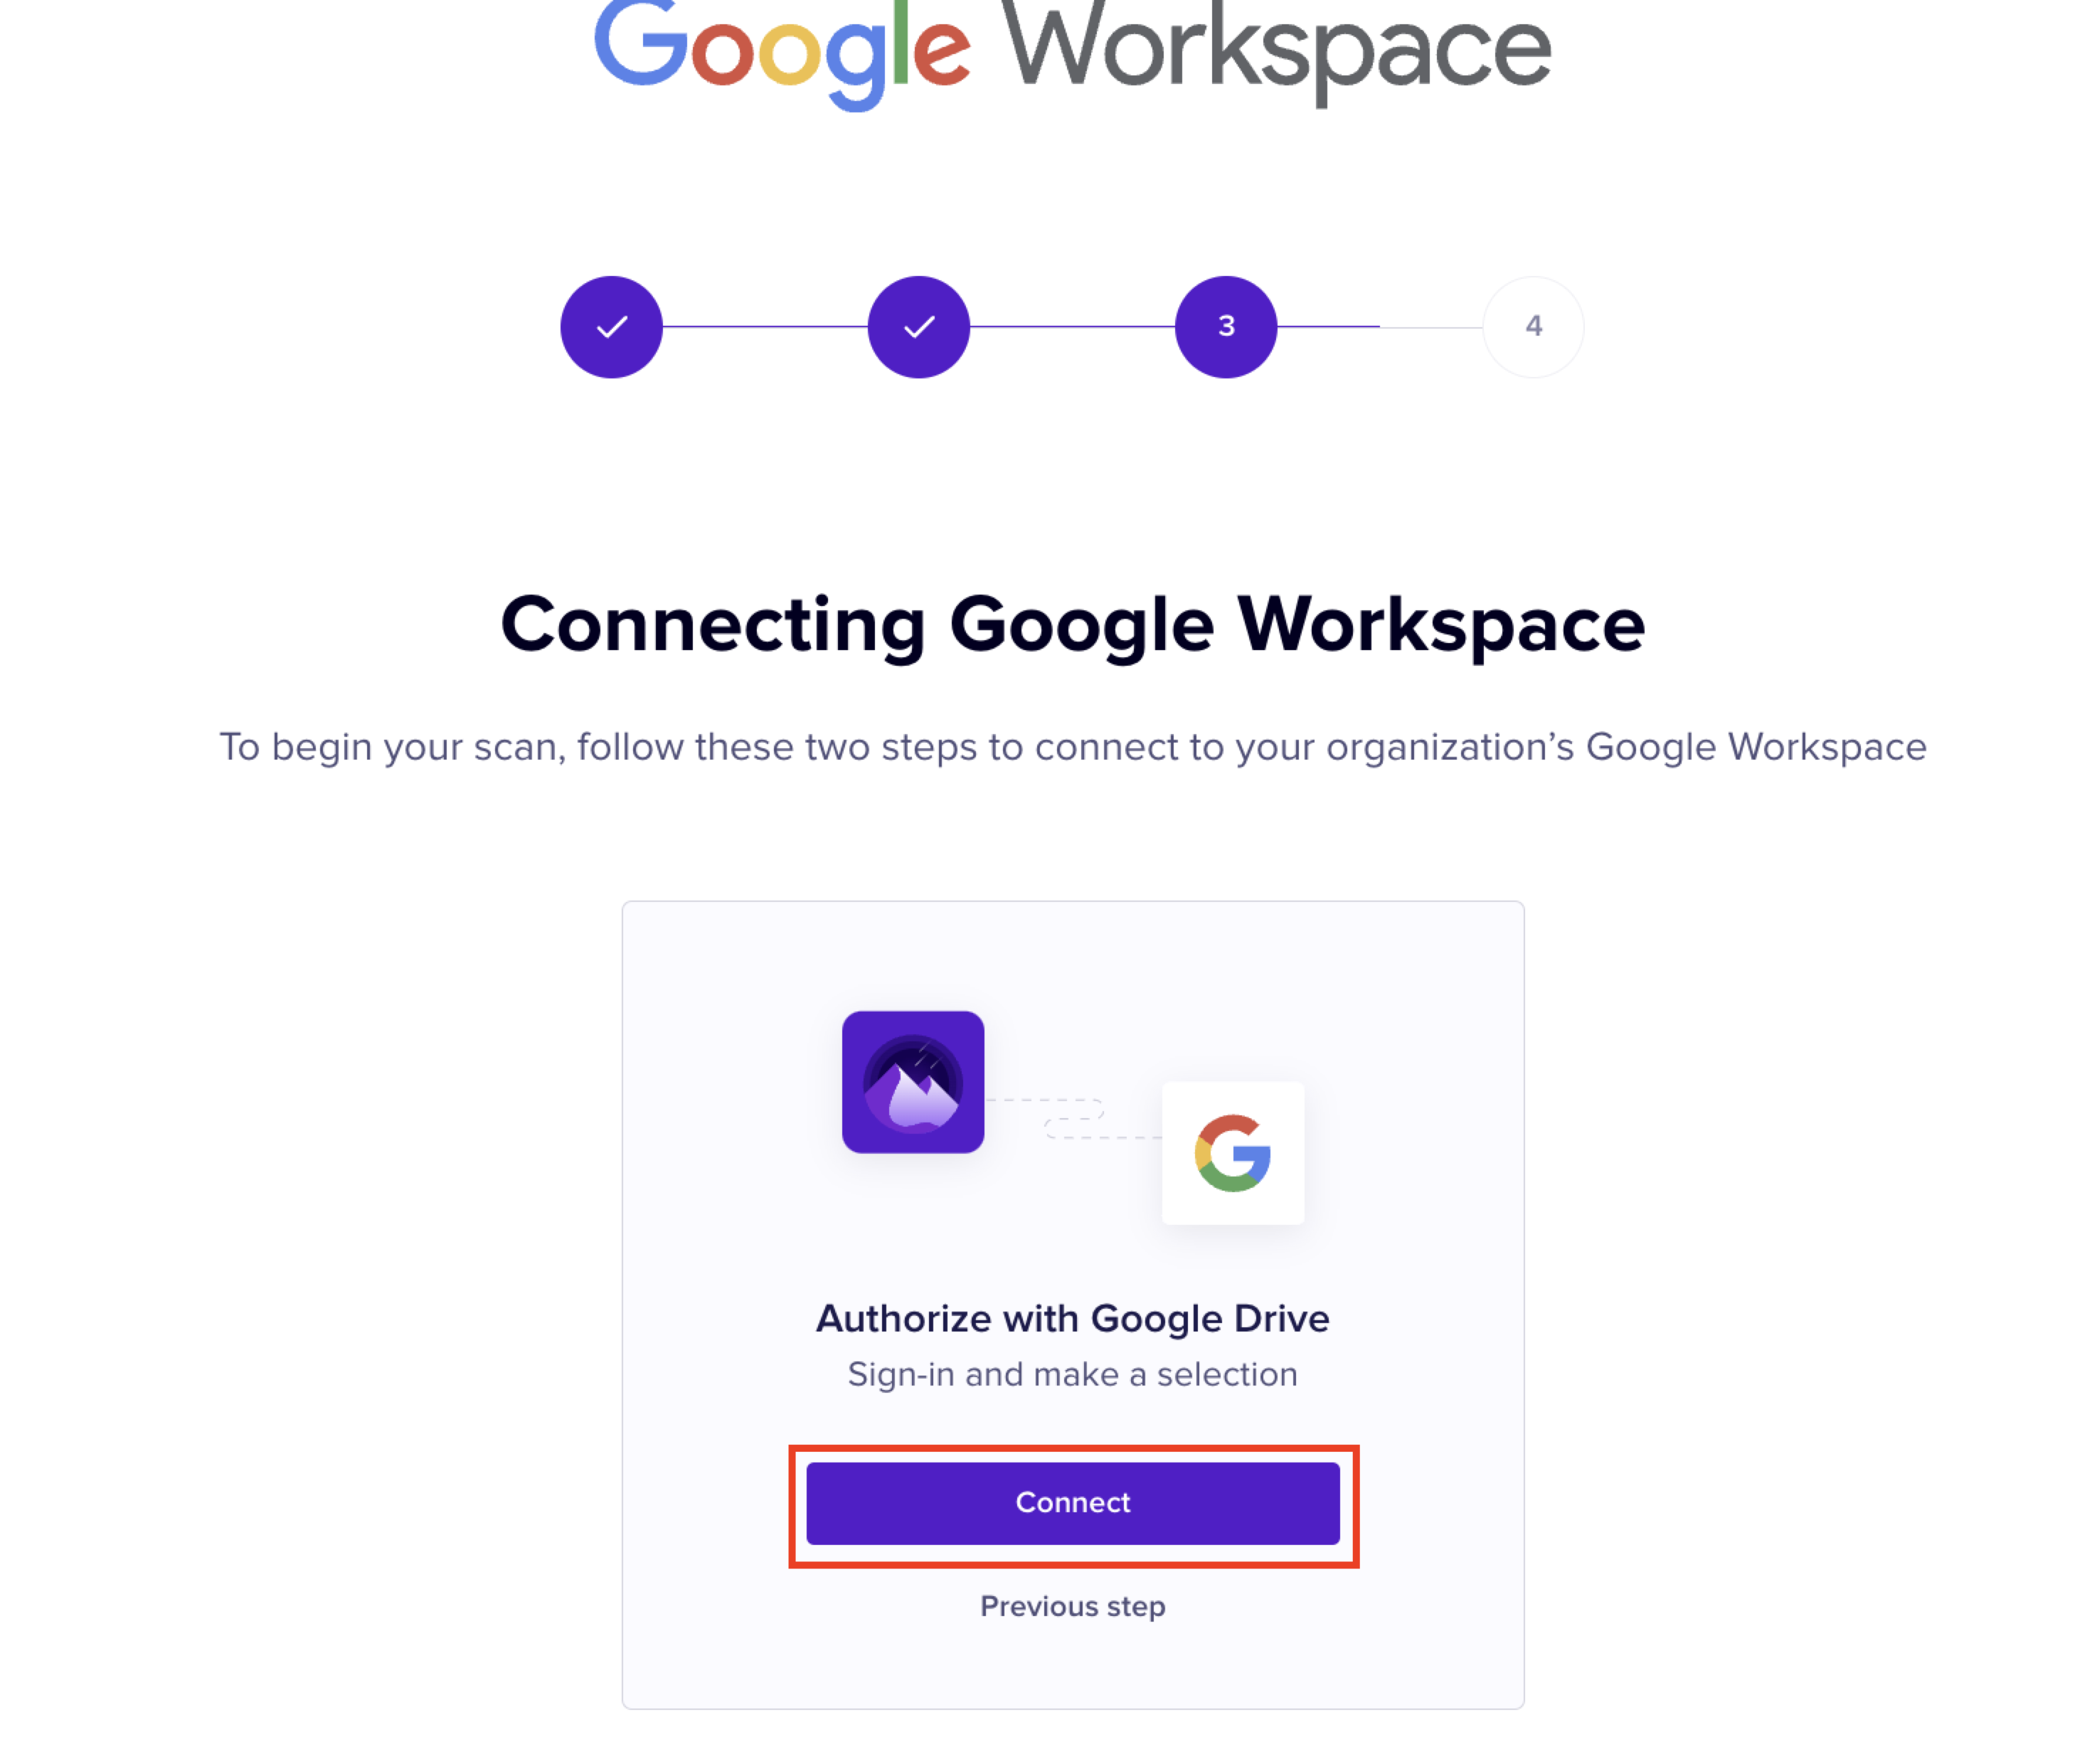 Google Workspace
3
4
Connecting Google Workspace
To begin your scan, follow these two steps to connect to your organization’s Google Workspace
G
Authorize with Google Drive
Sign-in and make a selection
Connect
Previous step